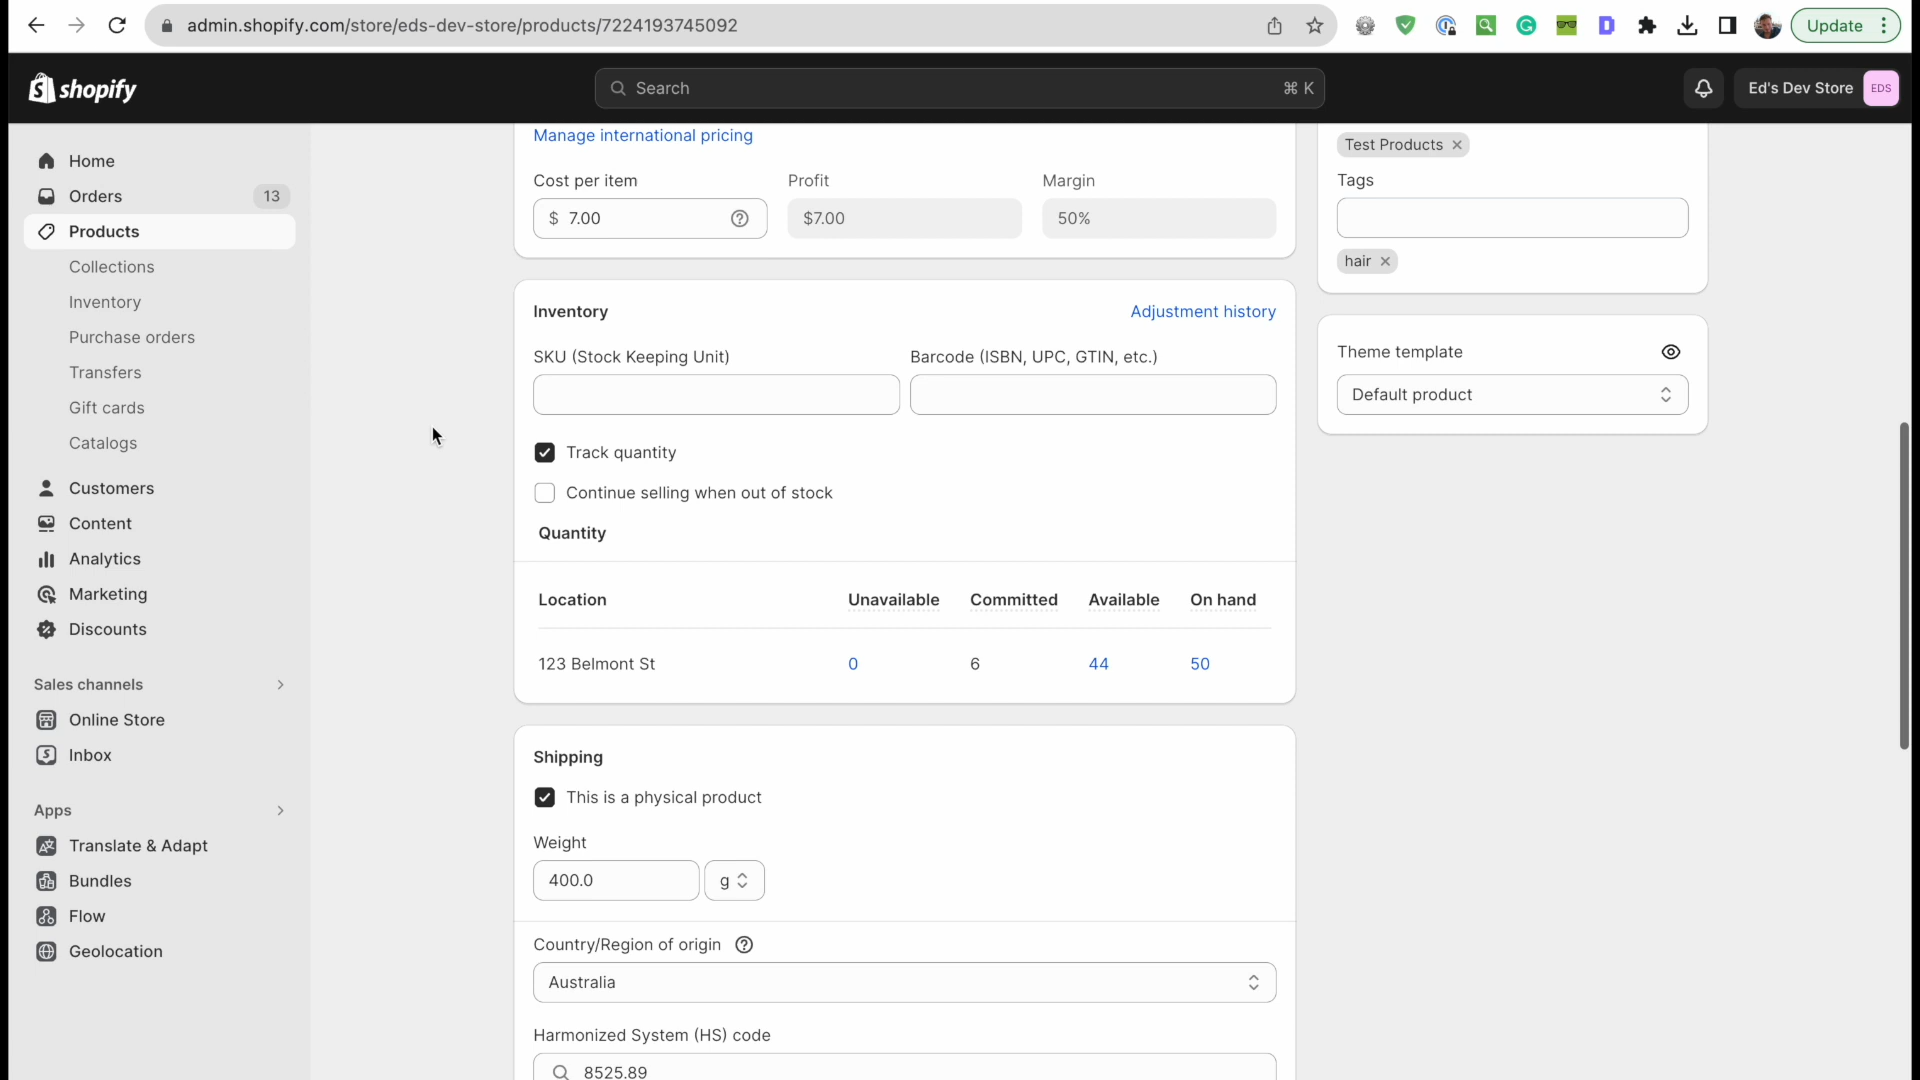 admin.shopify.com/store/eds-dev-store/products/7224193745092
Update
shopify
Search
⌘ K
Ed's Dev Store
EDS
Home
Orders
13
Products
Collections
Inventory
Purchase orders
Transfers
Gift cards
Catalogs
Customers
Content
Analytics
Marketing
Discounts
Sales channels
Online Store
Inbox
Apps
Translate & Adapt
Bundles
Flow
Geolocation
Manage international pricing
Cost per item
Profit
Margin
$ 7.00
$7.00
50%
Inventory
Adjustment history
SKU (Stock Keeping Unit)
Barcode (ISBN, UPC, GTIN, etc.)
Track quantity
Continue selling when out of stock
Quantity
Location Unavailable Committed Available On hand
123 Belmont St 0 6 44 50
Shipping
This is a physical product
Weight
400.0
g
Country/Region of origin
Australia
Harmonized System (HS) code
8525.89
Test Products
Tags
hair
Theme template
Default product